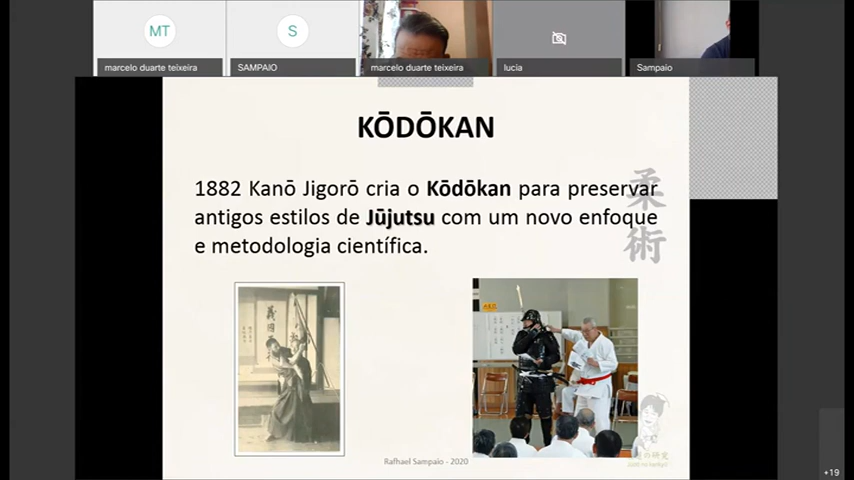 MT
S
marcelo duarte teixeira
SAMPAIO
marcelo duarte teixeira
lucia
Sampaio
KŌDŌKAN
1882 Kanō Jigorō cria o Kōdōkan para preservar
antigos estilos de Jūjutsu com um novo enfoque
e metodologia científica.
柔術
Rafhael Sampaio - 2020
+19